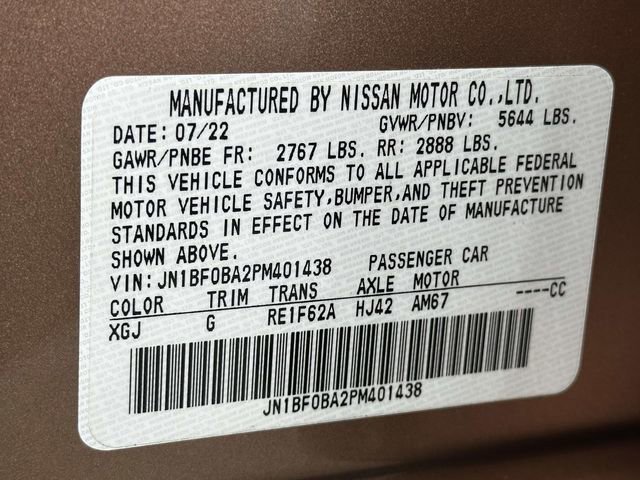 MANUFACTURED BY NISSAN MOTOR CO.,LTD.
DATE: 07/22 GVWR/PNBV: 5644 LBS.
GAWR/PNBE FR: 2767 LBS. RR: 2888 LBS.
THIS VEHICLE CONFORMS TO ALL APPLICABLE FEDERAL
MOTOR VEHICLE SAFETY,BUMPER,AND THEFT PREVENTION
STANDARDS IN EFFECT ON THE DATE OF MANUFACTURE
SHOWN ABOVE.
VIN: JN1BF0BA2PM401438 PASSENGER CAR
COLOR TRIM TRANS AXLE MOTOR
XGJ G RE1F62A HJ42 AM67 ----CC
JN1BF0BA2PM401438